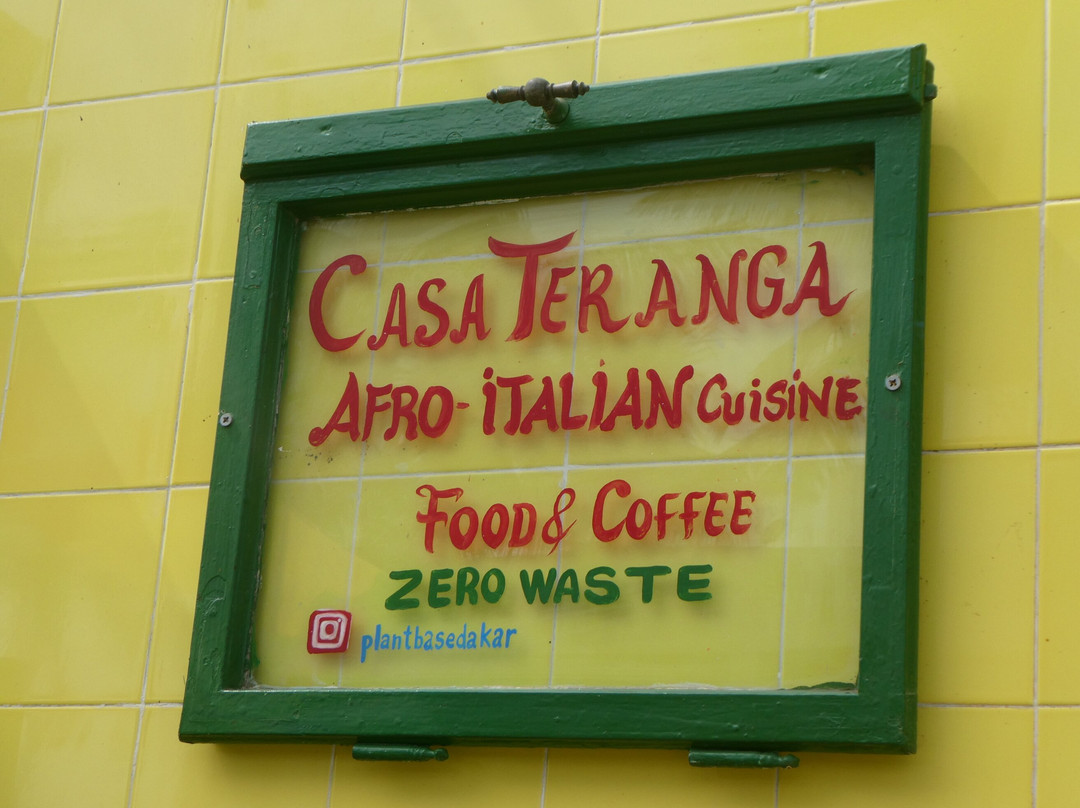 CASA TERANGA
AFRO-iTALiAN CuiSiNE
FOOD & COFFEE
ZERO WASTE
plantbasedakar